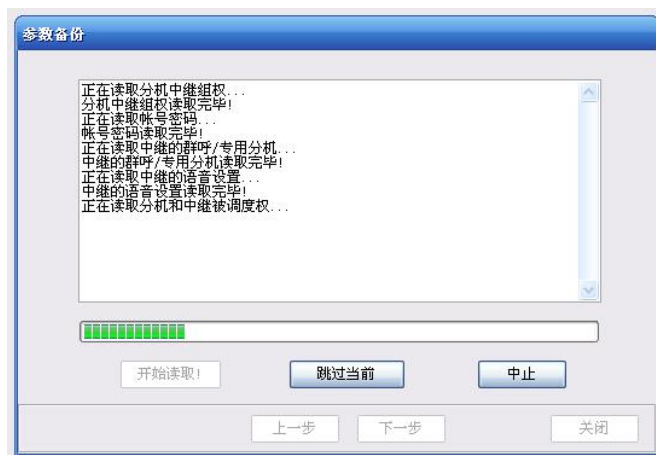 参数备份
正在读取分机中继组权...
分机中继组权读取完毕!
正在读取帐号密码...
帐号密码读取完毕!
正在读取中继的群呼/专用分机...
中继的群呼/专用分机读取完毕!
正在读取中继的语音设置...
中继的语音设置读取完毕!
正在读取分机和中继被调度权...
开始读取!
跳过当前
中止
上一步
下一步
关闭